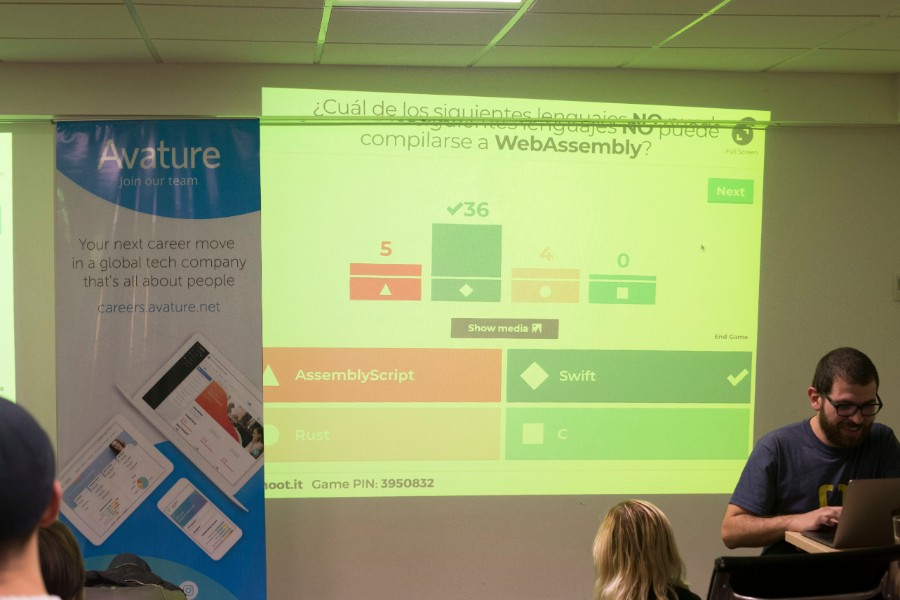 Avature
join our team
Your next career move
in a global tech company
that's all about people
careers.avature.net
¿Cuál de los siguientes lenguajes NO puede
compilarse a WebAssembly?
Full Screen
Next
5
36
4
0
Show media
End Game
AssemblyScript
Swift
Rust
C
hoot.it Game PIN: 3950832